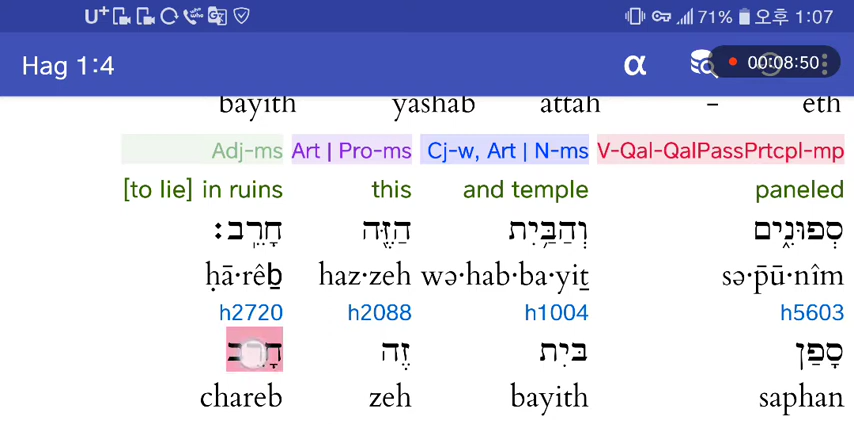 U+ 71% 오후 1:07
Hag 1:4 α 00:08:50
bayith yashab attah - eth
Adj-ms Art | Pro-ms Cj-w, Art | N-ms V-Qal-QalPassPrtcpl-mp
[to lie] in ruins this and temple paneled
סְפוּנִ֑ים וְהַבַּ֥יִת הַזֶּ֖ה חָרֵֽב׃
ḥā·rêḇ haz·zeh wə·hab·ba·yiṯ sə·p̄ū·nîm
h2720 h2088 h1004 h5603
סָפַן בּיִת זֶה
chareb zeh bayith saphan